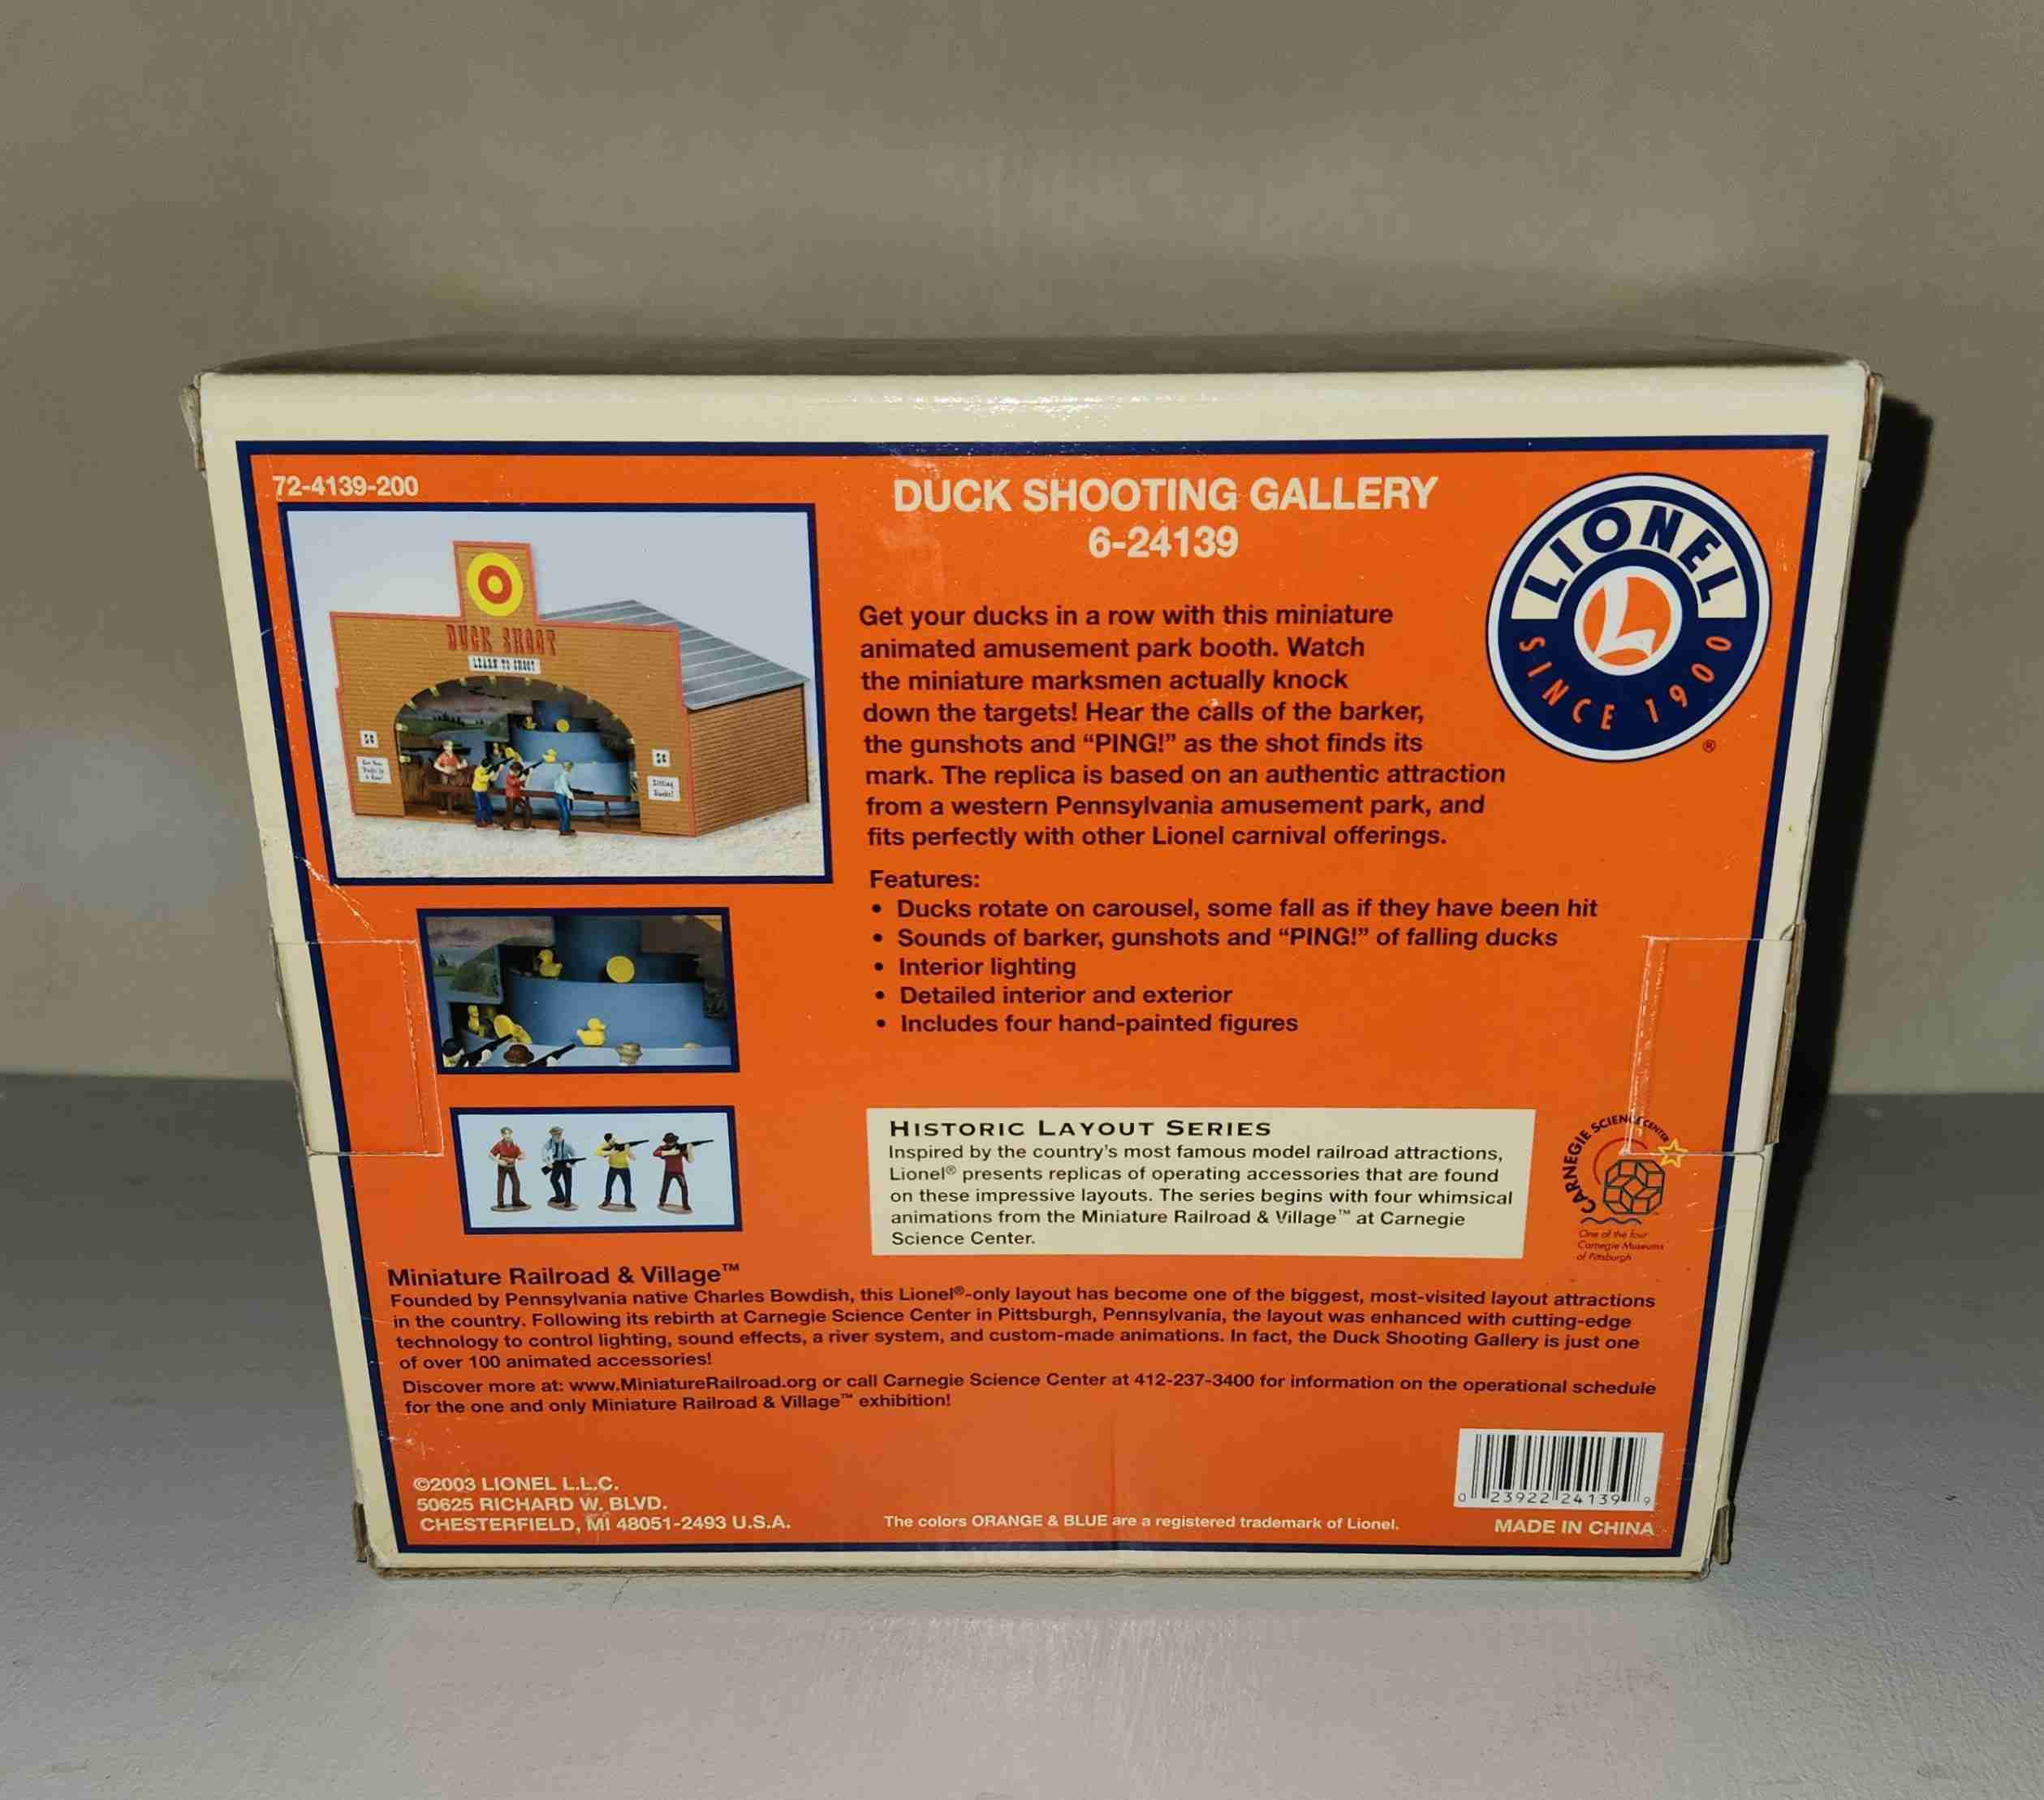 72-4139-200
DUCK SHOOTING GALLERY
6-24139
LIONEL
SINCE 1900
®
DUCK SHOOT
LEARN TO SHOOT
Get your ducks in a row with this miniature
animated amusement park booth. Watch
the miniature marksmen actually knock
down the targets! Hear the calls of the barker,
the gunshots and “PING!” as the shot finds its
mark. The replica is based on an authentic attraction
from a western Pennsylvania amusement park, and
fits perfectly with other Lionel carnival offerings.
Features:
• Ducks rotate on carousel, some fall as if they have been hit
• Sounds of barker, gunshots and “PING!” of falling ducks
• Interior lighting
• Detailed interior and exterior
• Includes four hand-painted figures
HISTORIC LAYOUT SERIES
Inspired by the country's most famous model railroad attractions,
Lionel® presents replicas of operating accessories that are found
on these impressive layouts. The series begins with four whimsical
animations from the Miniature Railroad & Village™ at Carnegie
Science Center.
CARNEGIE SCIENCE CENTER
One of the four
Carnegie Museums
of Pittsburgh
Miniature Railroad & Village™
Founded by Pennsylvania native Charles Bowdish, this Lionel®-only layout has become one of the biggest, most-visited layout attractions
in the country. Following its rebirth at Carnegie Science Center in Pittsburgh, Pennsylvania, the layout was enhanced with cutting-edge
technology to control lighting, sound effects, a river system, and custom-made animations. In fact, the Duck Shooting Gallery is just one
of over 100 animated accessories!
Discover more at: www.MiniatureRailroad.org or call Carnegie Science Center at 412-237-3400 for information on the operational schedule
for the one and only Miniature Railroad & Village™ exhibition!
©2003 LIONEL L.L.C.
50625 RICHARD W. BLVD.
CHESTERFIELD, MI 48051-2493 U.S.A.
The colors ORANGE & BLUE are a registered trademark of Lionel.
0 23922 24139 9
MADE IN CHINA